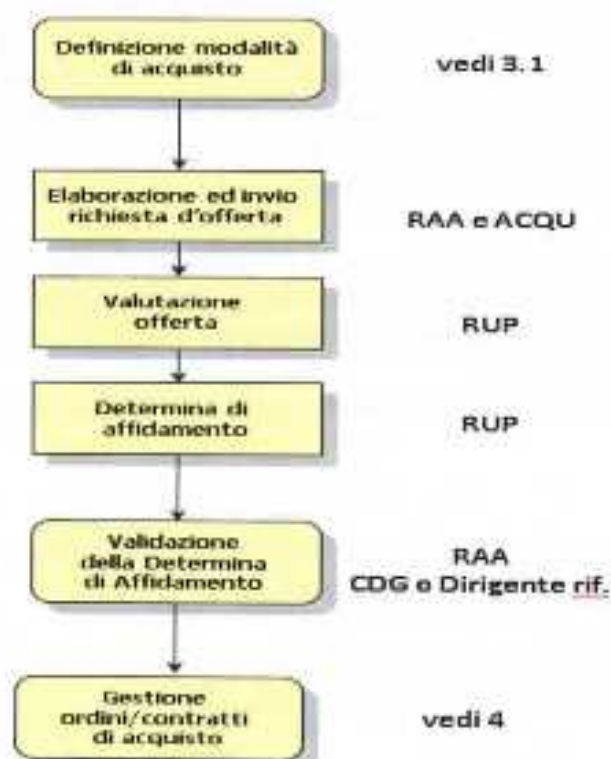 Definizione modalità
di acquisto
vedi 3.1
Elaborazione ed invio
richiesta d'offerta
RAA e ACQU
Valutazione
offerta
RUP
Determina di
affidamento
RUP
Validazione
della Determina
di Affidamento
RAA
CDG e Dirigente rif.
Gestione
ordini/contratti
di acquisto
vedi 4